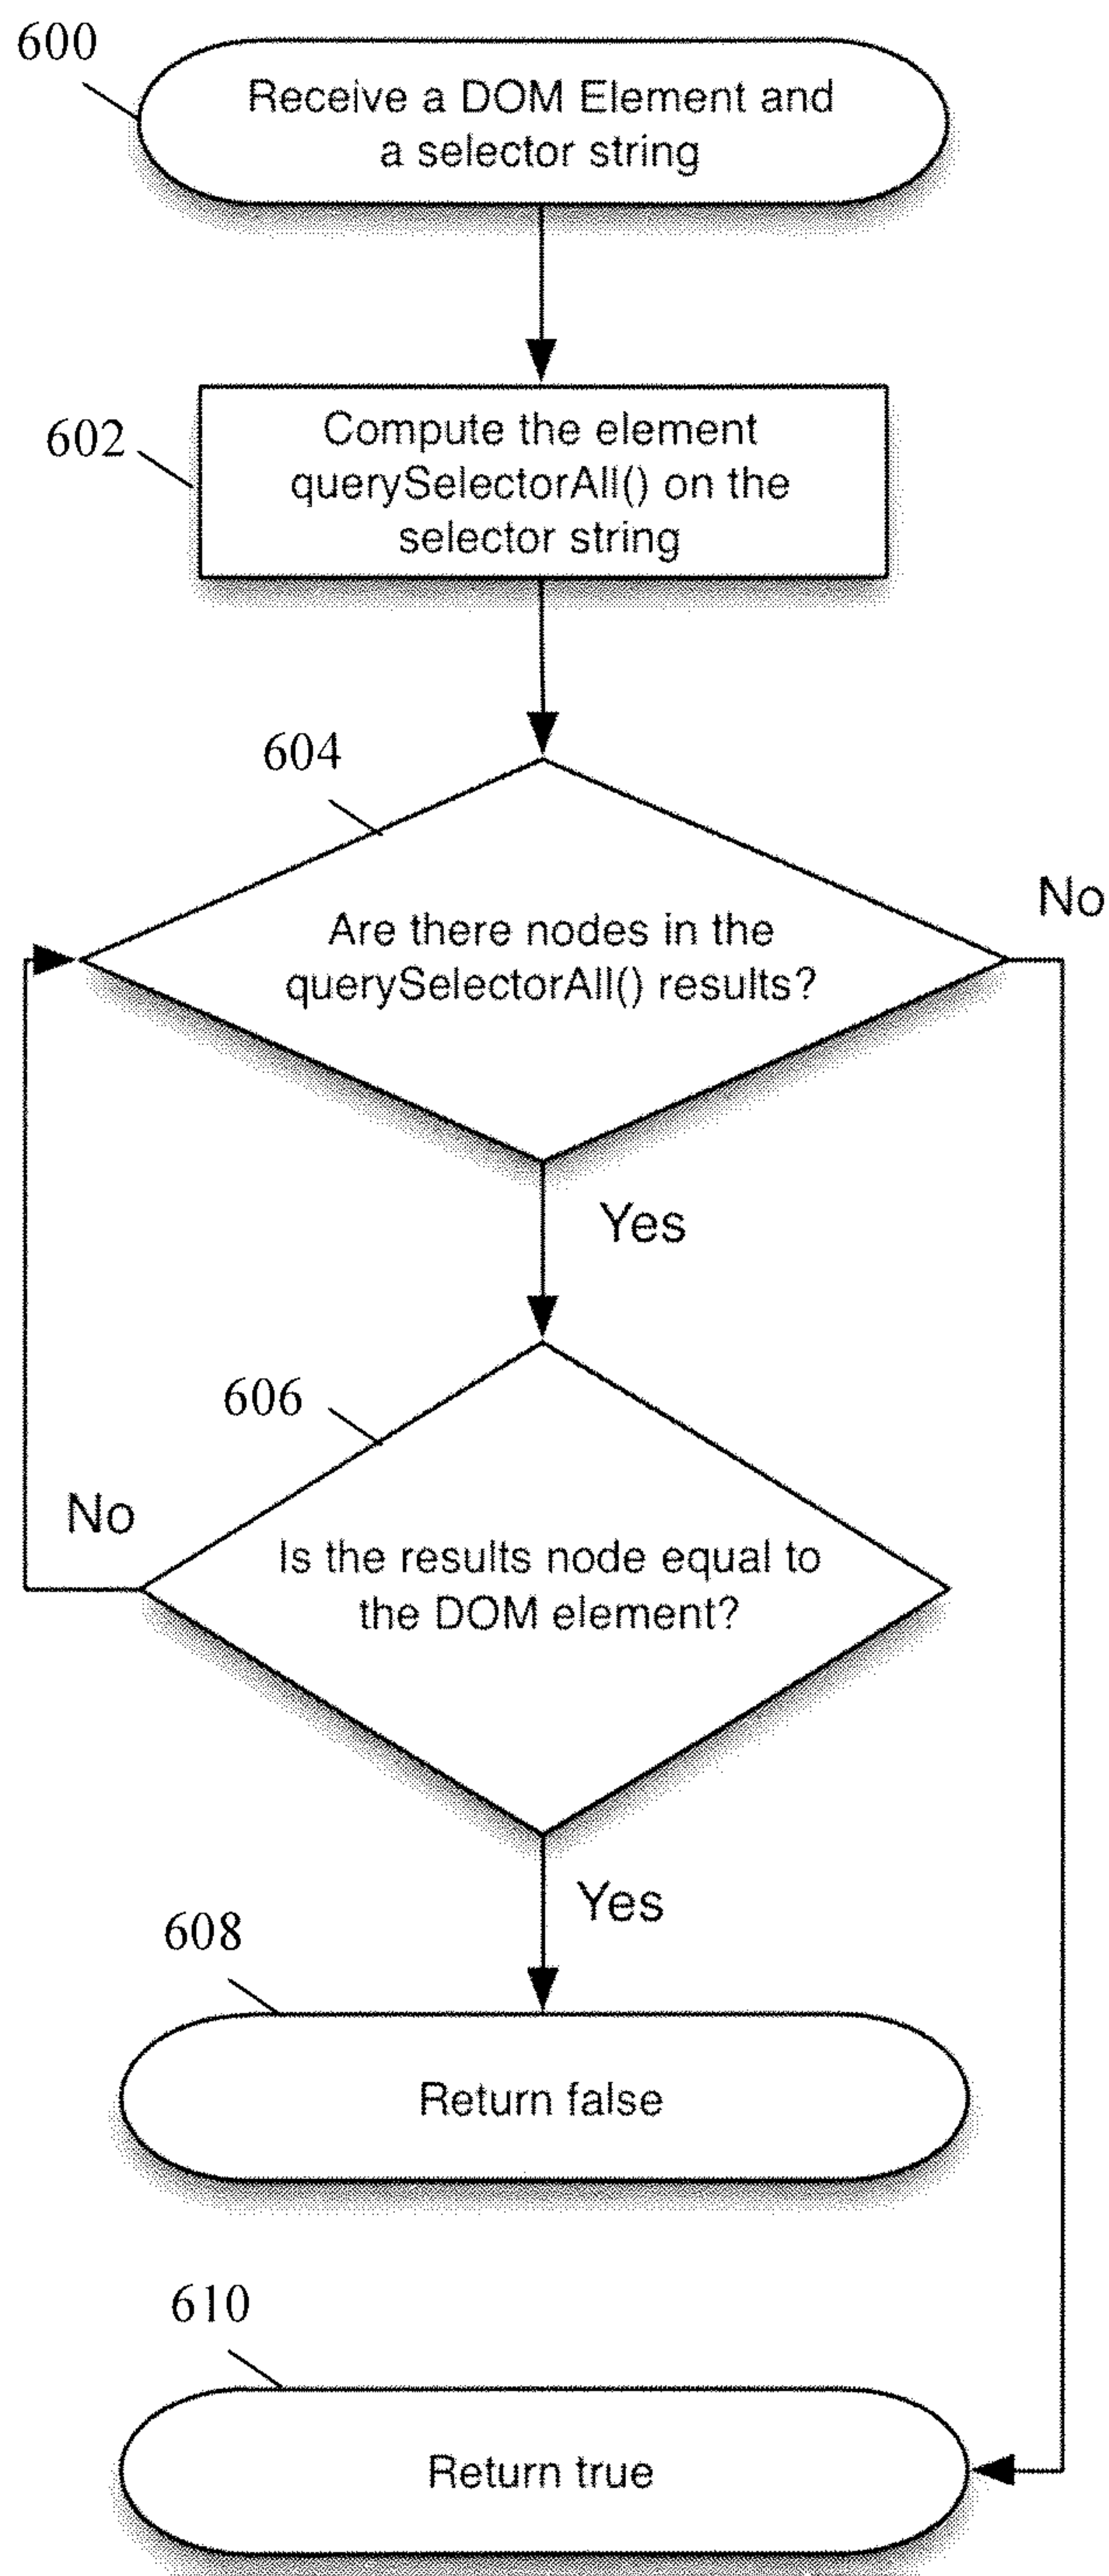 600
Receive a DOM Element and
a selector string
602
Compute the element
querySelectorAll() on the
selector string
604
No
Are there nodes in the
querySelectorAll() results?
Yes
606
No
Is the results node equal to
the DOM element?
Yes
608
Return false
610
Return true